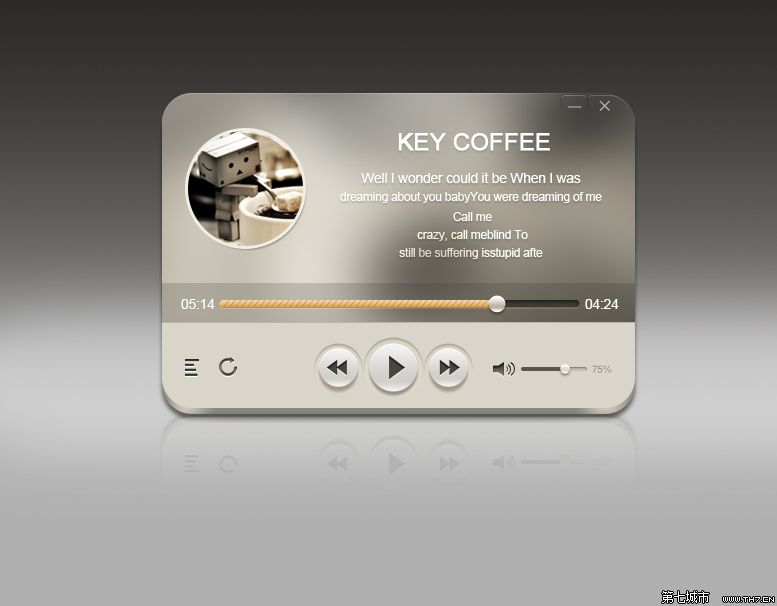 KEY COFFEE
Well I wonder could it be When I was
dreaming about you babyYou were dreaming of me
Call me
crazy, call meblind To
still be suffering isstupid afte
05:14
04:24
75%
第七城市 WWW.TH7.CN